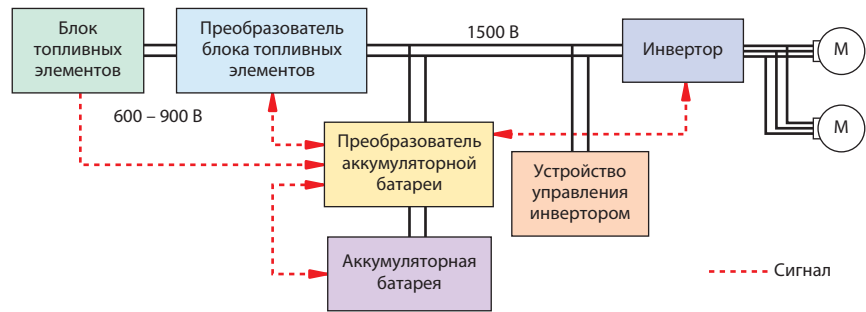 Блок
топливных
элементов
Преобразователь
блока топливных
элементов
1500 В
Инвертор
М
600 – 900 В
Преобразователь
аккумуляторной
батареи
Устройство
управления
инвертором
М
Аккумуляторная
батарея
Сигнал